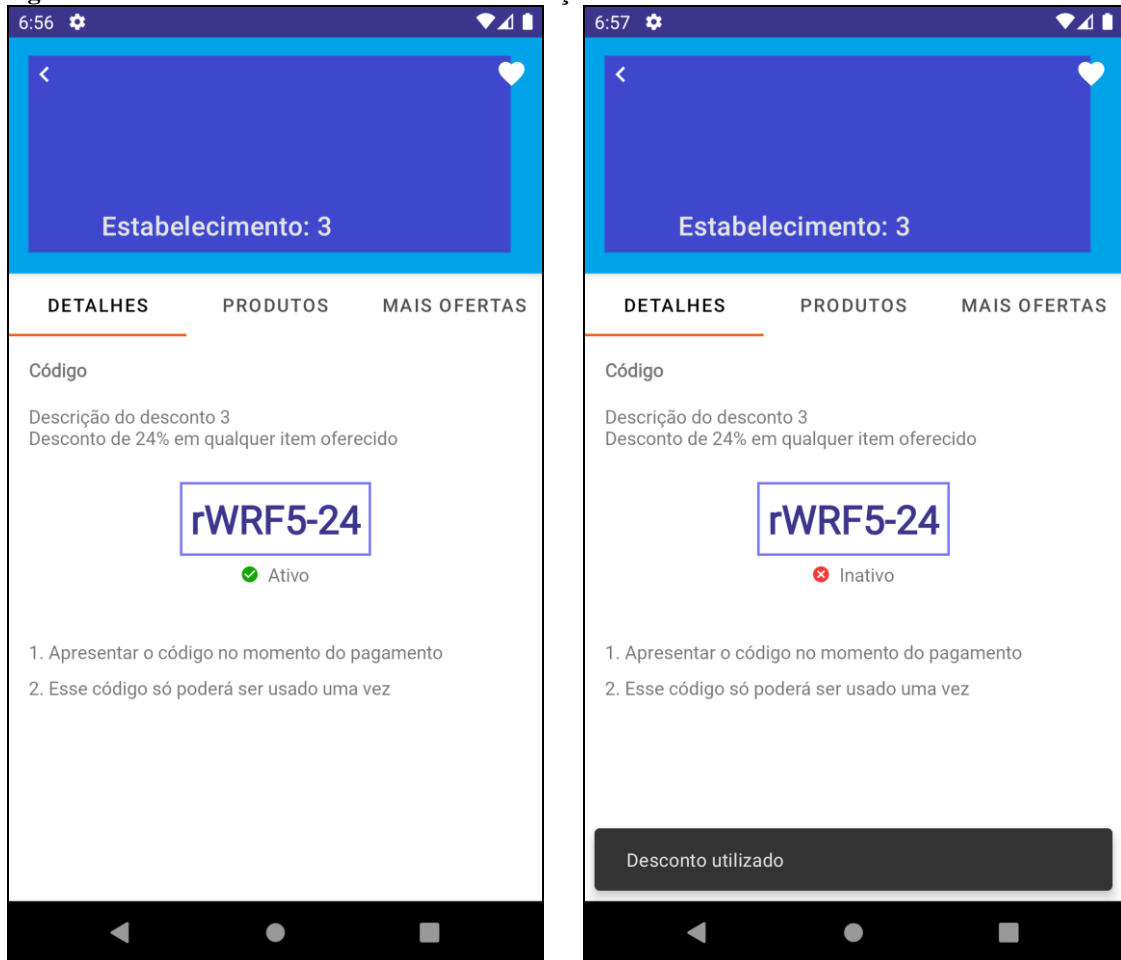 6:56
Estabelecimento: 3
DETALHES PRODUTOS MAIS OFERTAS
Código
Descrição do desconto 3
Desconto de 24% em qualquer item oferecido
rWRF5-24
Ativo
1. Apresentar o código no momento do pagamento
2. Esse código só poderá ser usado uma vez
6:57
Estabelecimento: 3
DETALHES PRODUTOS MAIS OFERTAS
Código
Descrição do desconto 3
Desconto de 24% em qualquer item oferecido
rWRF5-24
Inativo
1. Apresentar o código no momento do pagamento
2. Esse código só poderá ser usado uma vez
Desconto utilizado